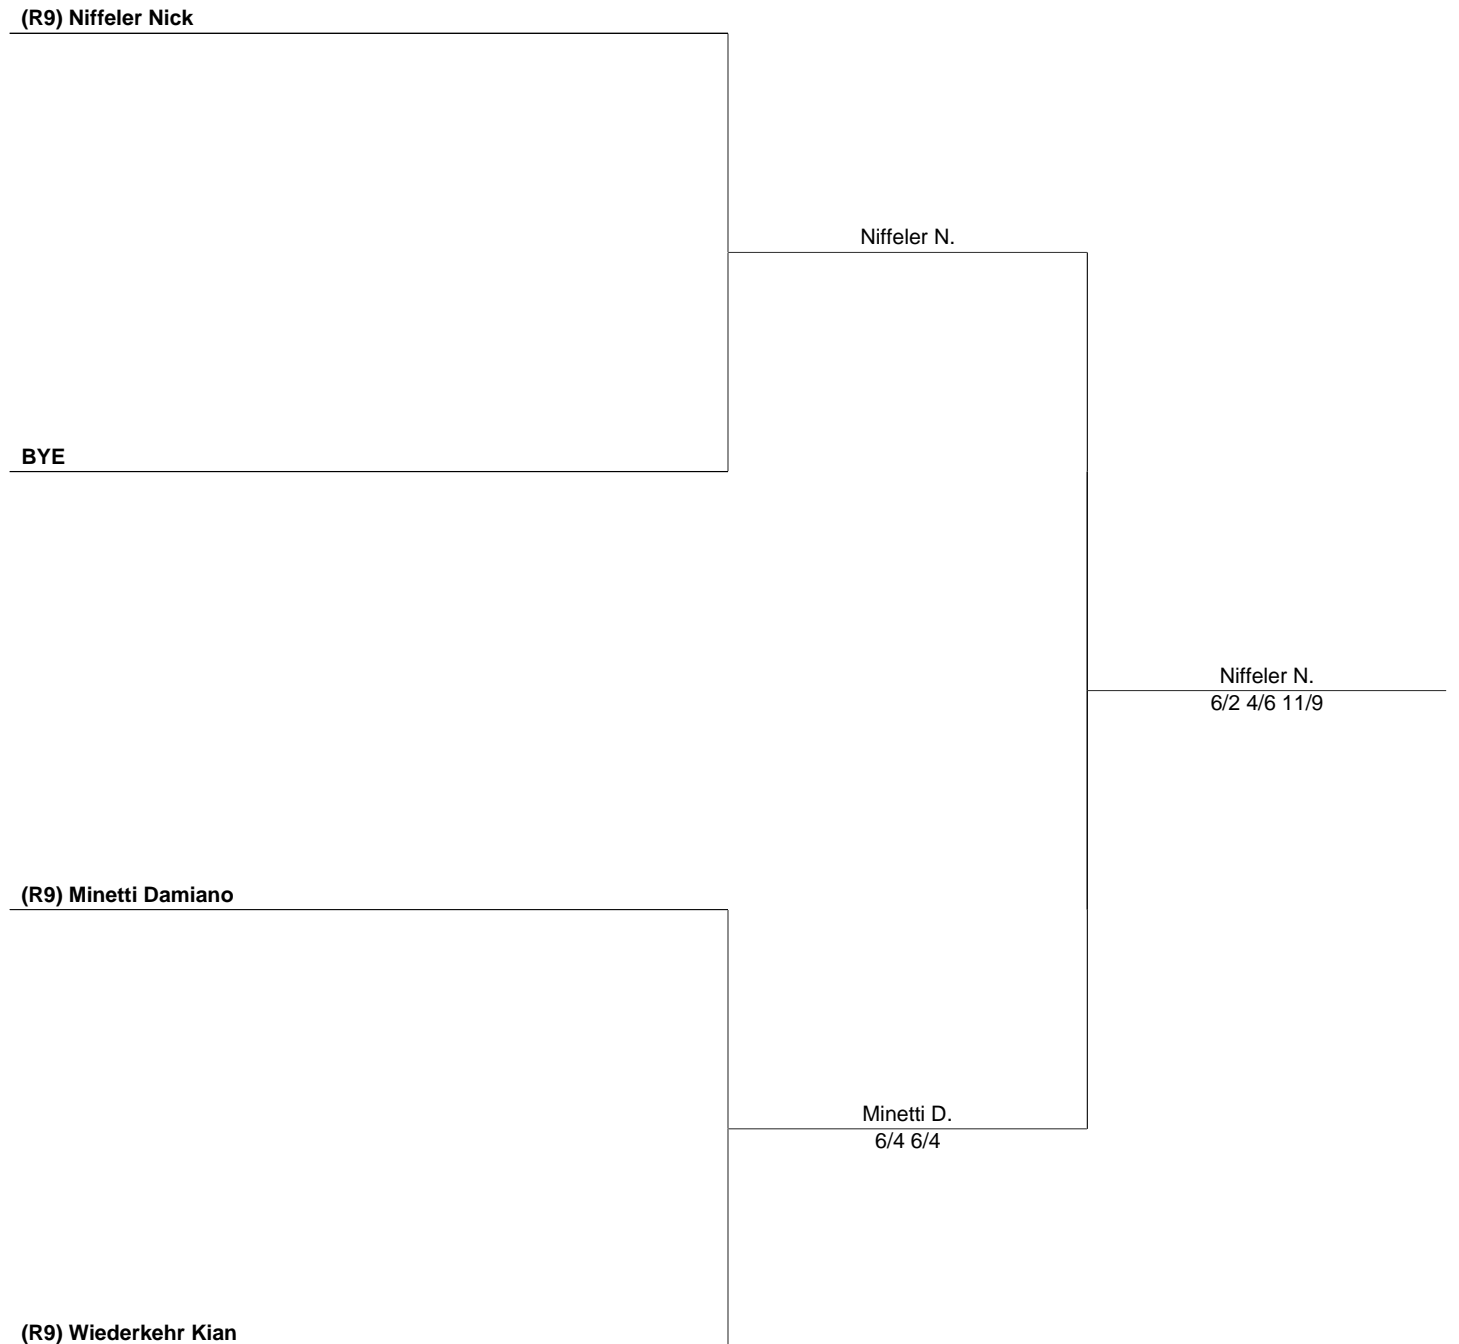 (R9) Niffeler Nick
Niffeler N.
BYE
Niffeler N.
6/2 4/6 11/9
(R9) Minetti Damiano
Minetti D.
6/4 6/4
(R9) Wiederkehr Kian